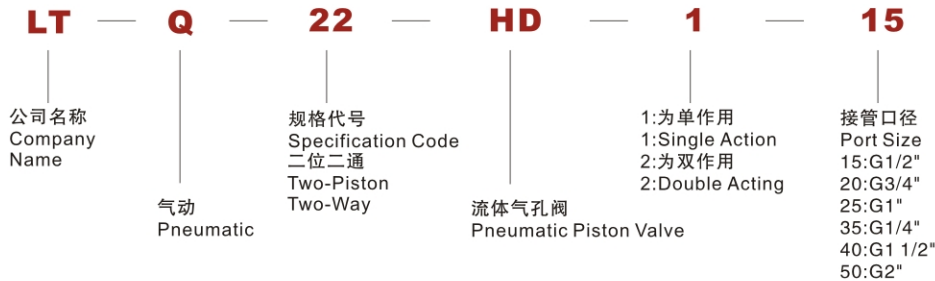 LT — Q — 22 — HD — 1 — 15
公司名称
Company
Name
气动
Pneumatic
规格代号
Specification Code
二位二通
Two-Piston
Two-Way
流体气孔阀
Pneumatic Piston Valve
1:为单作用
1:Single Action
2:为双作用
2:Double Acting
接管口径
Port Size
15:G1/2"
20:G3/4"
25:G1"
35:G1/4"
40:G1 1/2"
50:G2"